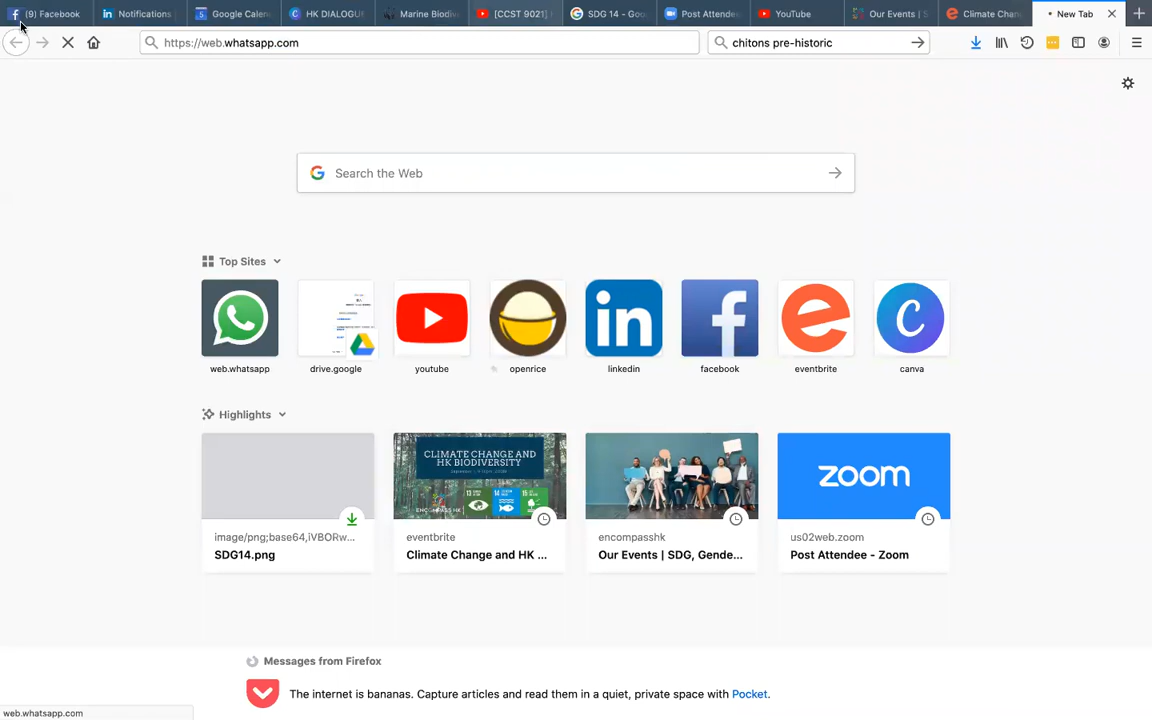 (9) Facebook
Notifications
Google Calen
HK DIALOGU
Marine Biodiv
[CCST 9021]
SDG 14 - Goo
Post Attende
YouTube
Our Events | S
Climate Chan
• New Tab
https://web.whatsapp.com
chitons pre-historic
Search the Web
Top Sites
web.whatsapp
drive.google
youtube
openrice
linkedin
facebook
eventbrite
canva
Highlights
CLIMATE CHANGE AND
HK BIODIVERSITY
zoom
image/png;base64,iVBORw...
SDG14.png
eventbrite
Climate Change and HK ...
encompasshk
Our Events | SDG, Gende...
us02web.zoom
Post Attendee - Zoom
Messages from Firefox
The internet is bananas. Capture articles and read them in a quiet, private space with Pocket.
web.whatsapp.com